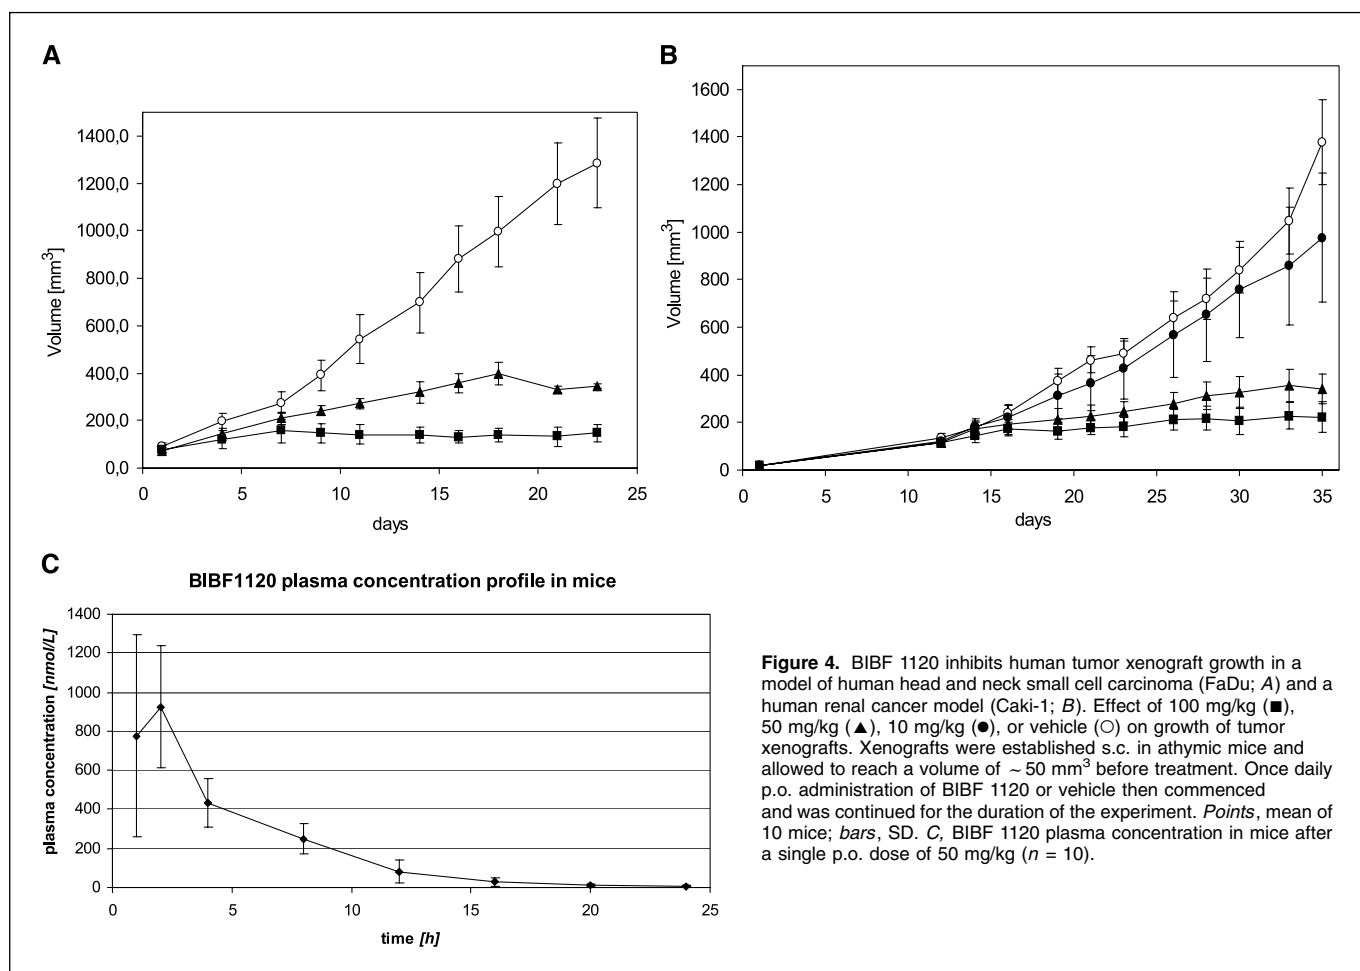 A
1400,0
1200,0
1000,0
800,0
600,0
400,0
200,0
0,0
Volume [mm³]
0 5 10 15 20 25
days
B
1600
1400
1200
1000
800
600
400
200
0
Volume [mm³]
0 5 10 15 20 25 30 35
days
C
BIBF1120 plasma concentration profile in mice
1400
1200
1000
800
600
400
200
0
plasma concentration [nmol/L]
0 5 10 15 20 25
time [h]
Figure 4. BIBF 1120 inhibits human tumor xenograft growth in a
model of human head and neck small cell carcinoma (FaDu; A) and a
human renal cancer model (Caki-1; B). Effect of 100 mg/kg (■),
50 mg/kg (▲), 10 mg/kg (●), or vehicle (○) on growth of tumor
xenografts. Xenografts were established s.c. in athymic mice and
allowed to reach a volume of ~50 mm³ before treatment. Once daily
p.o. administration of BIBF 1120 or vehicle then commenced
and was continued for the duration of the experiment. Points, mean of
10 mice; bars, SD. C, BIBF 1120 plasma concentration in mice after
a single p.o. dose of 50 mg/kg (n = 10).